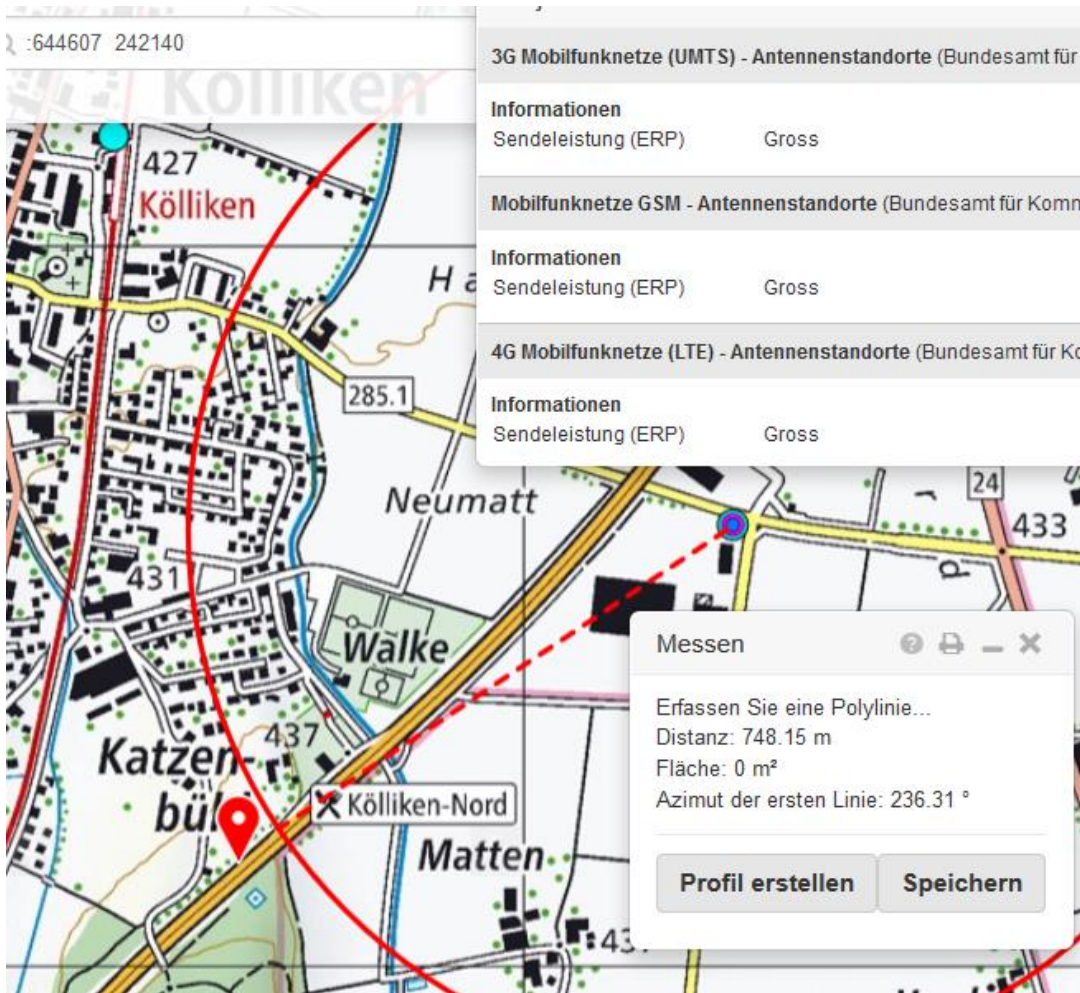 :644607 242140
Kölliken
3G Mobilfunknetze (UMTS) - Antennenstandorte (Bundesamt für
Informationen
Sendeleistung (ERP) Gross
Mobilfunknetze GSM - Antennenstandorte (Bundesamt für Komm
Informationen
Sendeleistung (ERP) Gross
4G Mobilfunknetze (LTE) - Antennenstandorte (Bundesamt für Ko
Informationen
Sendeleistung (ERP) Gross
427
Kölliken
H a
285.1
Neumatt
24
433
r
d
431
Walke
437
Katzen-
bü
Kölliken-Nord
Matten
43
Messen
Erfassen Sie eine Polylinie...
Distanz: 748.15 m
Fläche: 0 m²
Azimut der ersten Linie: 236.31 °
Profil erstellen Speichern